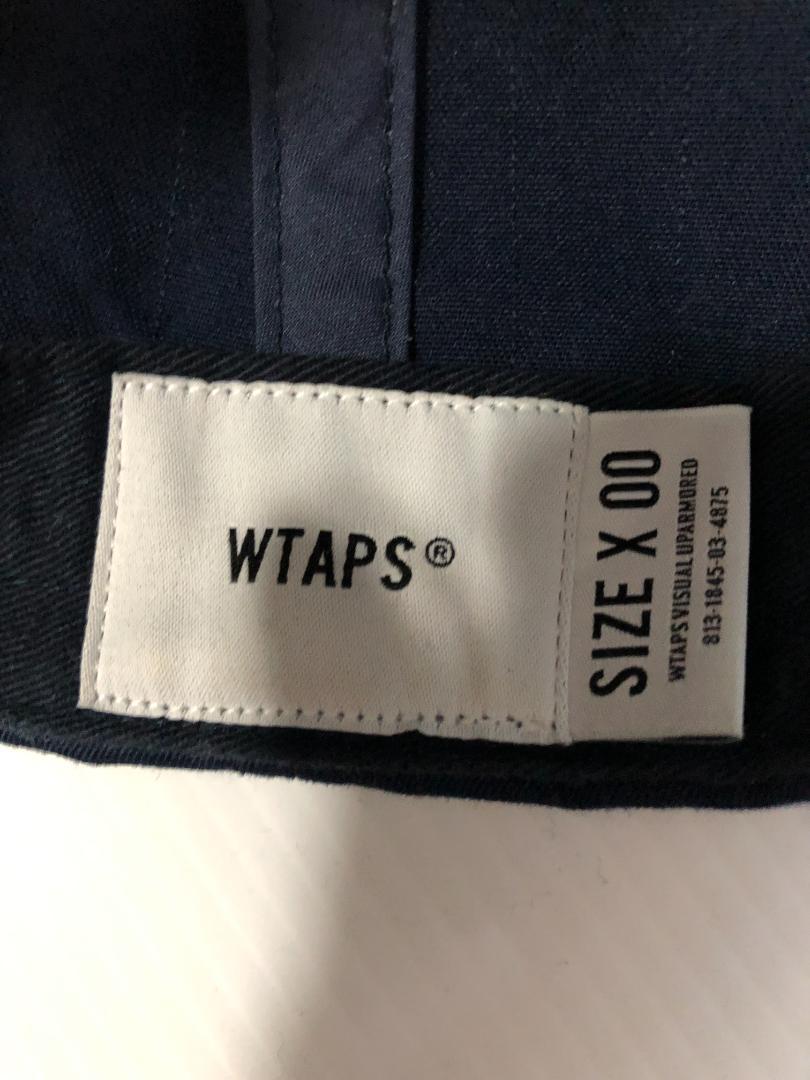 WTAPS®
SIZE X 00
WTAPS VISUAL UPARMORED
813-1845-03-4875